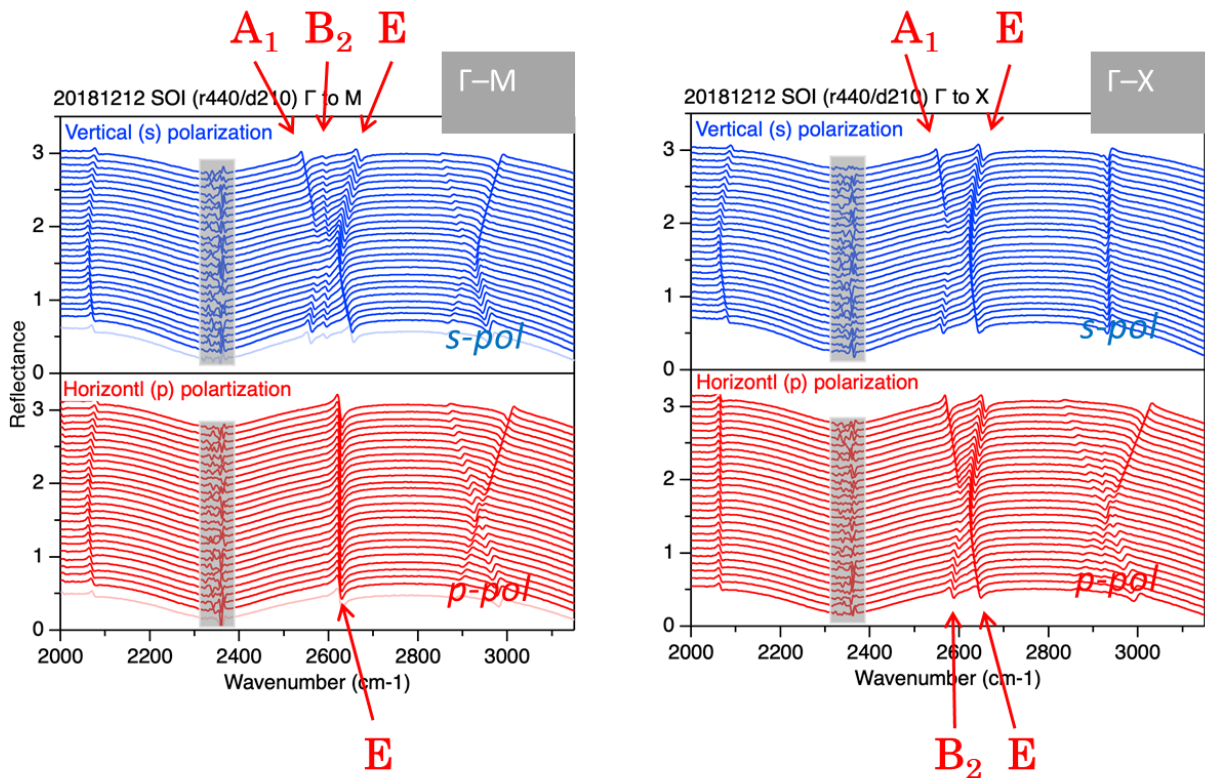 A1 B2 E
Γ–M
20181212 SOI (r440/d210) Γ to M
Vertical (s) polarization
3
2
1
0
s-pol
Reflectance
Horizontl (p) polartization
3
2
1
0
p-pol
2000 2200 2400 2600 2800 3000
Wavenumber (cm-1)
E
A1 E
Γ–X
20181212 SOI (r440/d210) Γ to X
Vertical (s) polarization
3
2
1
0
s-pol
Horizontl (p) polarization
3
2
1
0
p-pol
2000 2200 2400 2600 2800 3000
Wavenumber (cm-1)
B2 E